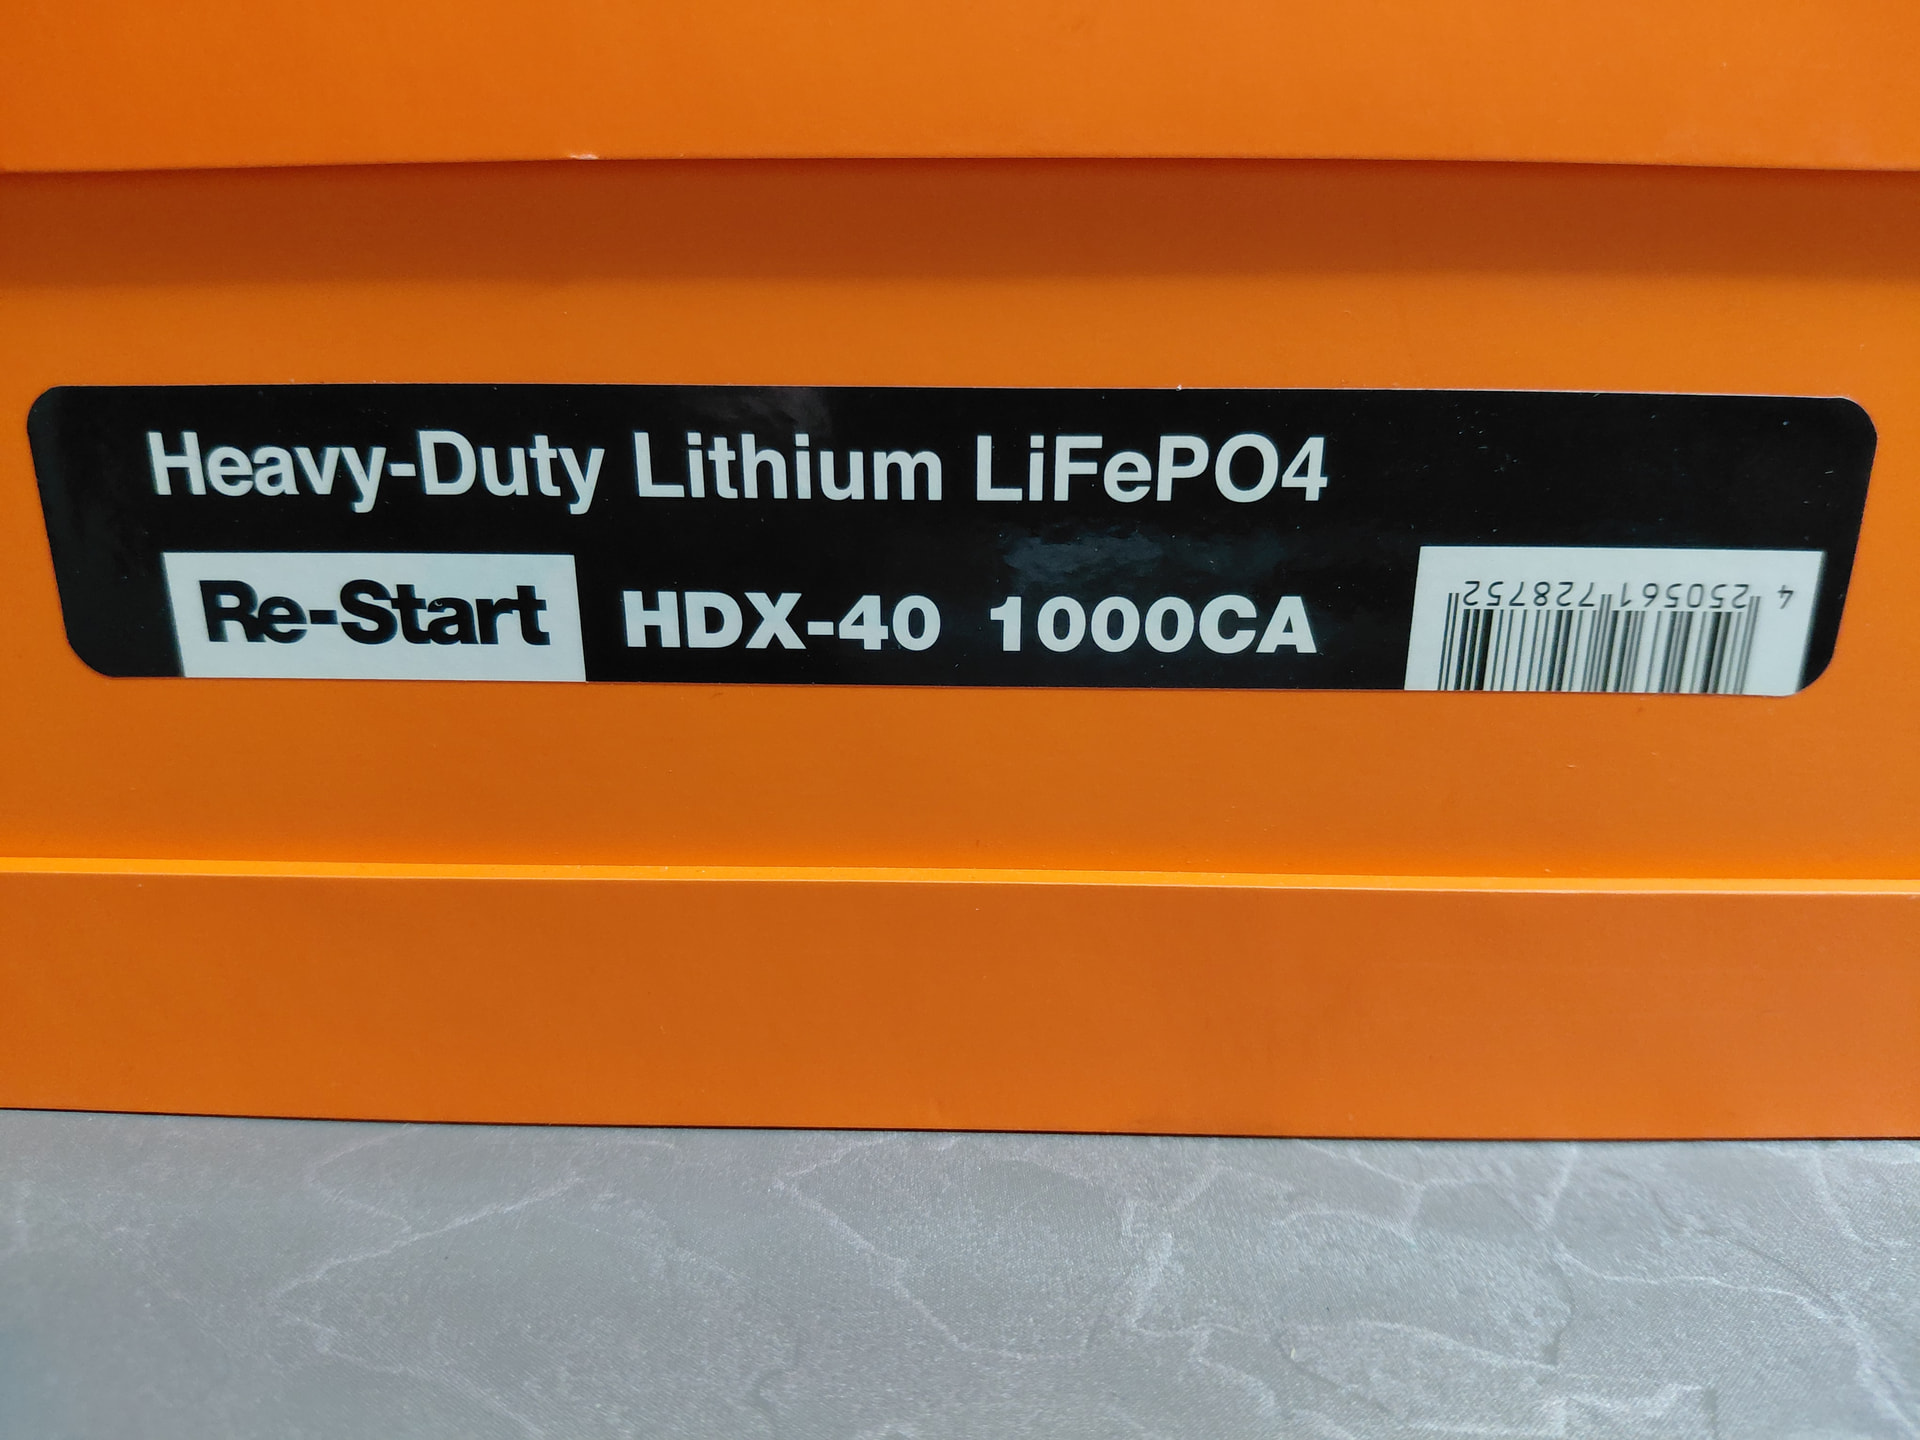 Heavy-Duty Lithium LiFePO4
Re-Start HDX-40 1000CA
4 250561 728752